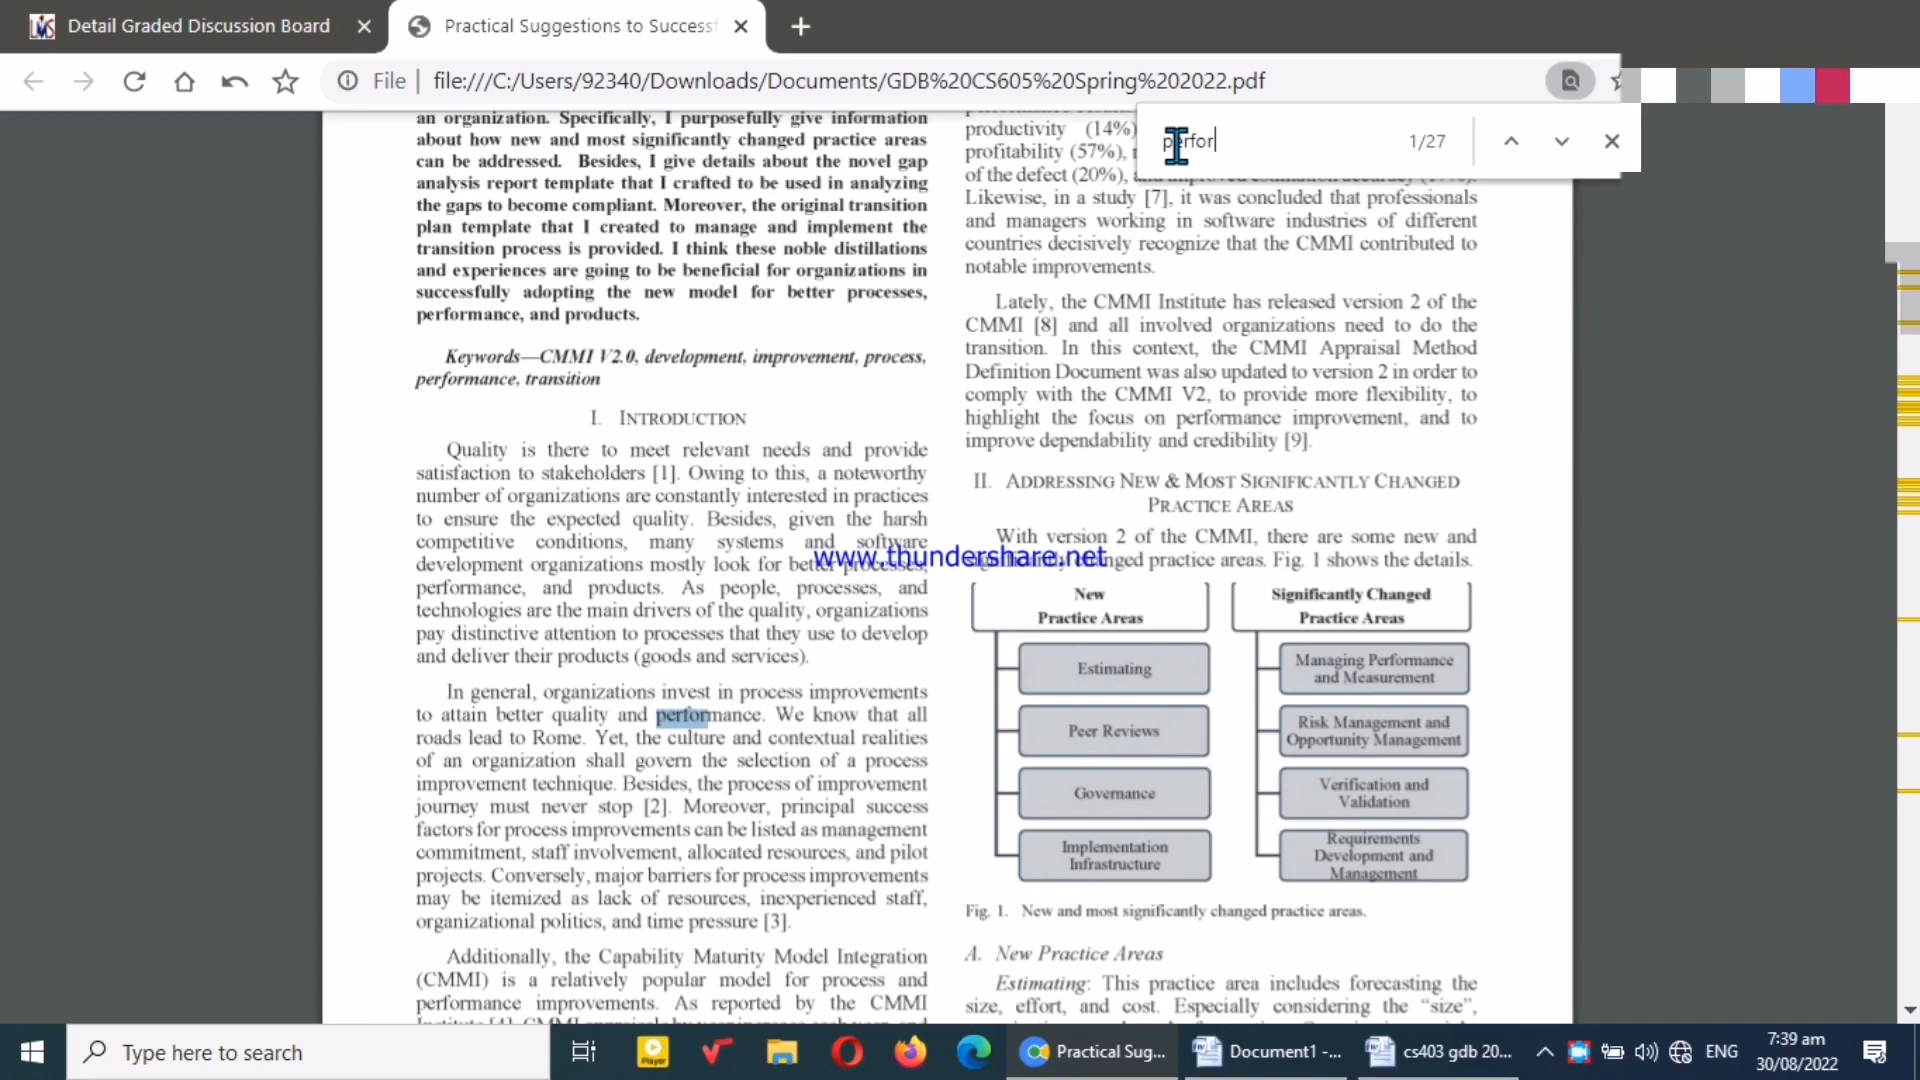 Detail Graded Discussion Board
Practical Suggestions to Successf
File
file:///C:/Users/92340/Downloads/Documents/GDB%20CS605%20Spring%202022.pdf
perfor
1/27
an organization. Specifically, I purposefully give information
about how new and most significantly changed practice areas
can be addressed. Besides, I give details about the novel gap
analysis report template that I crafted to be used in analyzing
the gaps to become compliant. Moreover, the original transition
plan template that I created to manage and implement the
transition process is provided. I think these noble distillations
and experiences are going to be beneficial for organizations in
successfully adopting the new model for better processes,
performance, and products.
Keywords—CMMI V2.0, development, improvement, process,
performance, transition
I. INTRODUCTION
Quality is there to meet relevant needs and provide
satisfaction to stakeholders [1]. Owing to this, a noteworthy
number of organizations are constantly interested in practices
to ensure the expected quality. Besides, given the harsh
competitive conditions, many systems and software
development organizations mostly look for better processes,
performance, and products. As people, processes, and
technologies are the main drivers of the quality, organizations
pay distinctive attention to processes that they use to develop
and deliver their products (goods and services).
In general, organizations invest in process improvements
to attain better quality and performance. We know that all
roads lead to Rome. Yet, the culture and contextual realities
of an organization shall govern the selection of a process
improvement technique. Besides, the process of improvement
journey must never stop [2]. Moreover, principal success
factors for process improvements can be listed as management
commitment, staff involvement, allocated resources, and pilot
projects. Conversely, major barriers for process improvements
may be itemized as lack of resources, inexperienced staff,
organizational politics, and time pressure [3].
Additionally, the Capability Maturity Model Integration
(CMMI) is a relatively popular model for process and
performance improvements. As reported by the CMMI
productivity (14%)
profitability (57%),
of the defect (20%),
Likewise, in a study [7], it was concluded that professionals
and managers working in software industries of different
countries decisively recognize that the CMMI contributed to
notable improvements.
Lately, the CMMI Institute has released version 2 of the
CMMI [8] and all involved organizations need to do the
transition. In this context, the CMMI Appraisal Method
Definition Document was also updated to version 2 in order to
comply with the CMMI V2, to provide more flexibility, to
highlight the focus on performance improvement, and to
improve dependability and credibility [9].
II. ADDRESSING NEW & MOST SIGNIFICANTLY CHANGED
PRACTICE AREAS
With version 2 of the CMMI, there are some new and
significantly changed practice areas. Fig. 1 shows the details.
www.thundershare.net
New
Practice Areas
Estimating
Peer Reviews
Governance
Implementation
Infrastructure
Significantly Changed
Practice Areas
Managing Performance
and Measurement
Risk Management and
Opportunity Management
Verification and
Validation
Requirements
Development and
Management
Fig. 1. New and most significantly changed practice areas.
A. New Practice Areas
Estimating: This practice area includes forecasting the
size, effort, and cost. Especially considering the “size”,
Type here to search
Practical Sug...
Document1 -...
cs403 gdb 20...
ENG
7:39 am
30/08/2022